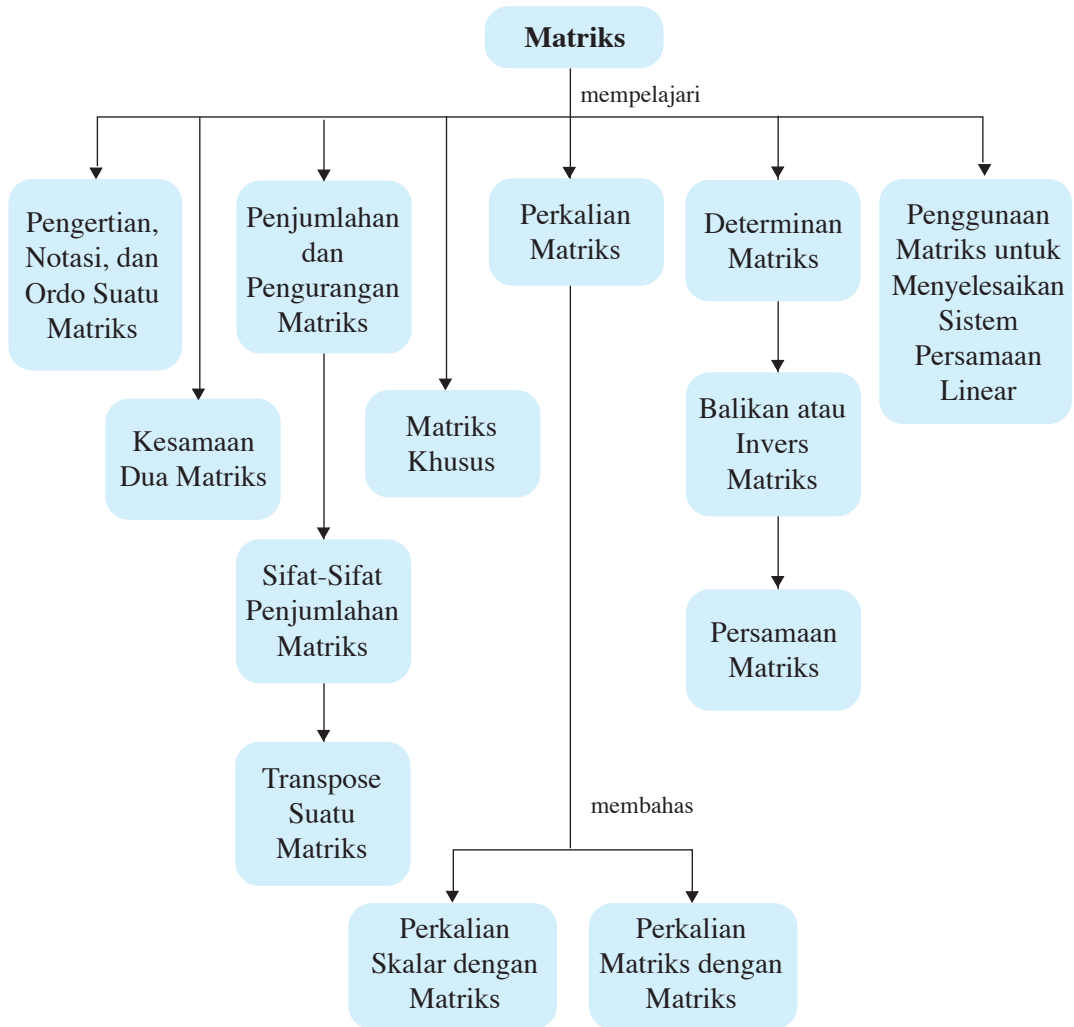 Matriks
mempelajari
Pengertian,
Notasi, dan
Ordo Suatu
Matriks
Kesamaan
Dua Matriks
Penjumlahan
dan
Pengurangan
Matriks
Sifat-Sifat
Penjumlahan
Matriks
Transpose
Suatu
Matriks
Matriks
Khusus
Perkalian
Matriks
membahas
Perkalian
Skalar dengan
Matriks
Perkalian
Matriks dengan
Matriks
Determinan
Matriks
Balikan atau
Invers
Matriks
Persamaan
Matriks
Penggunaan
Matriks untuk
Menyelesaikan
Sistem
Persamaan
Linear